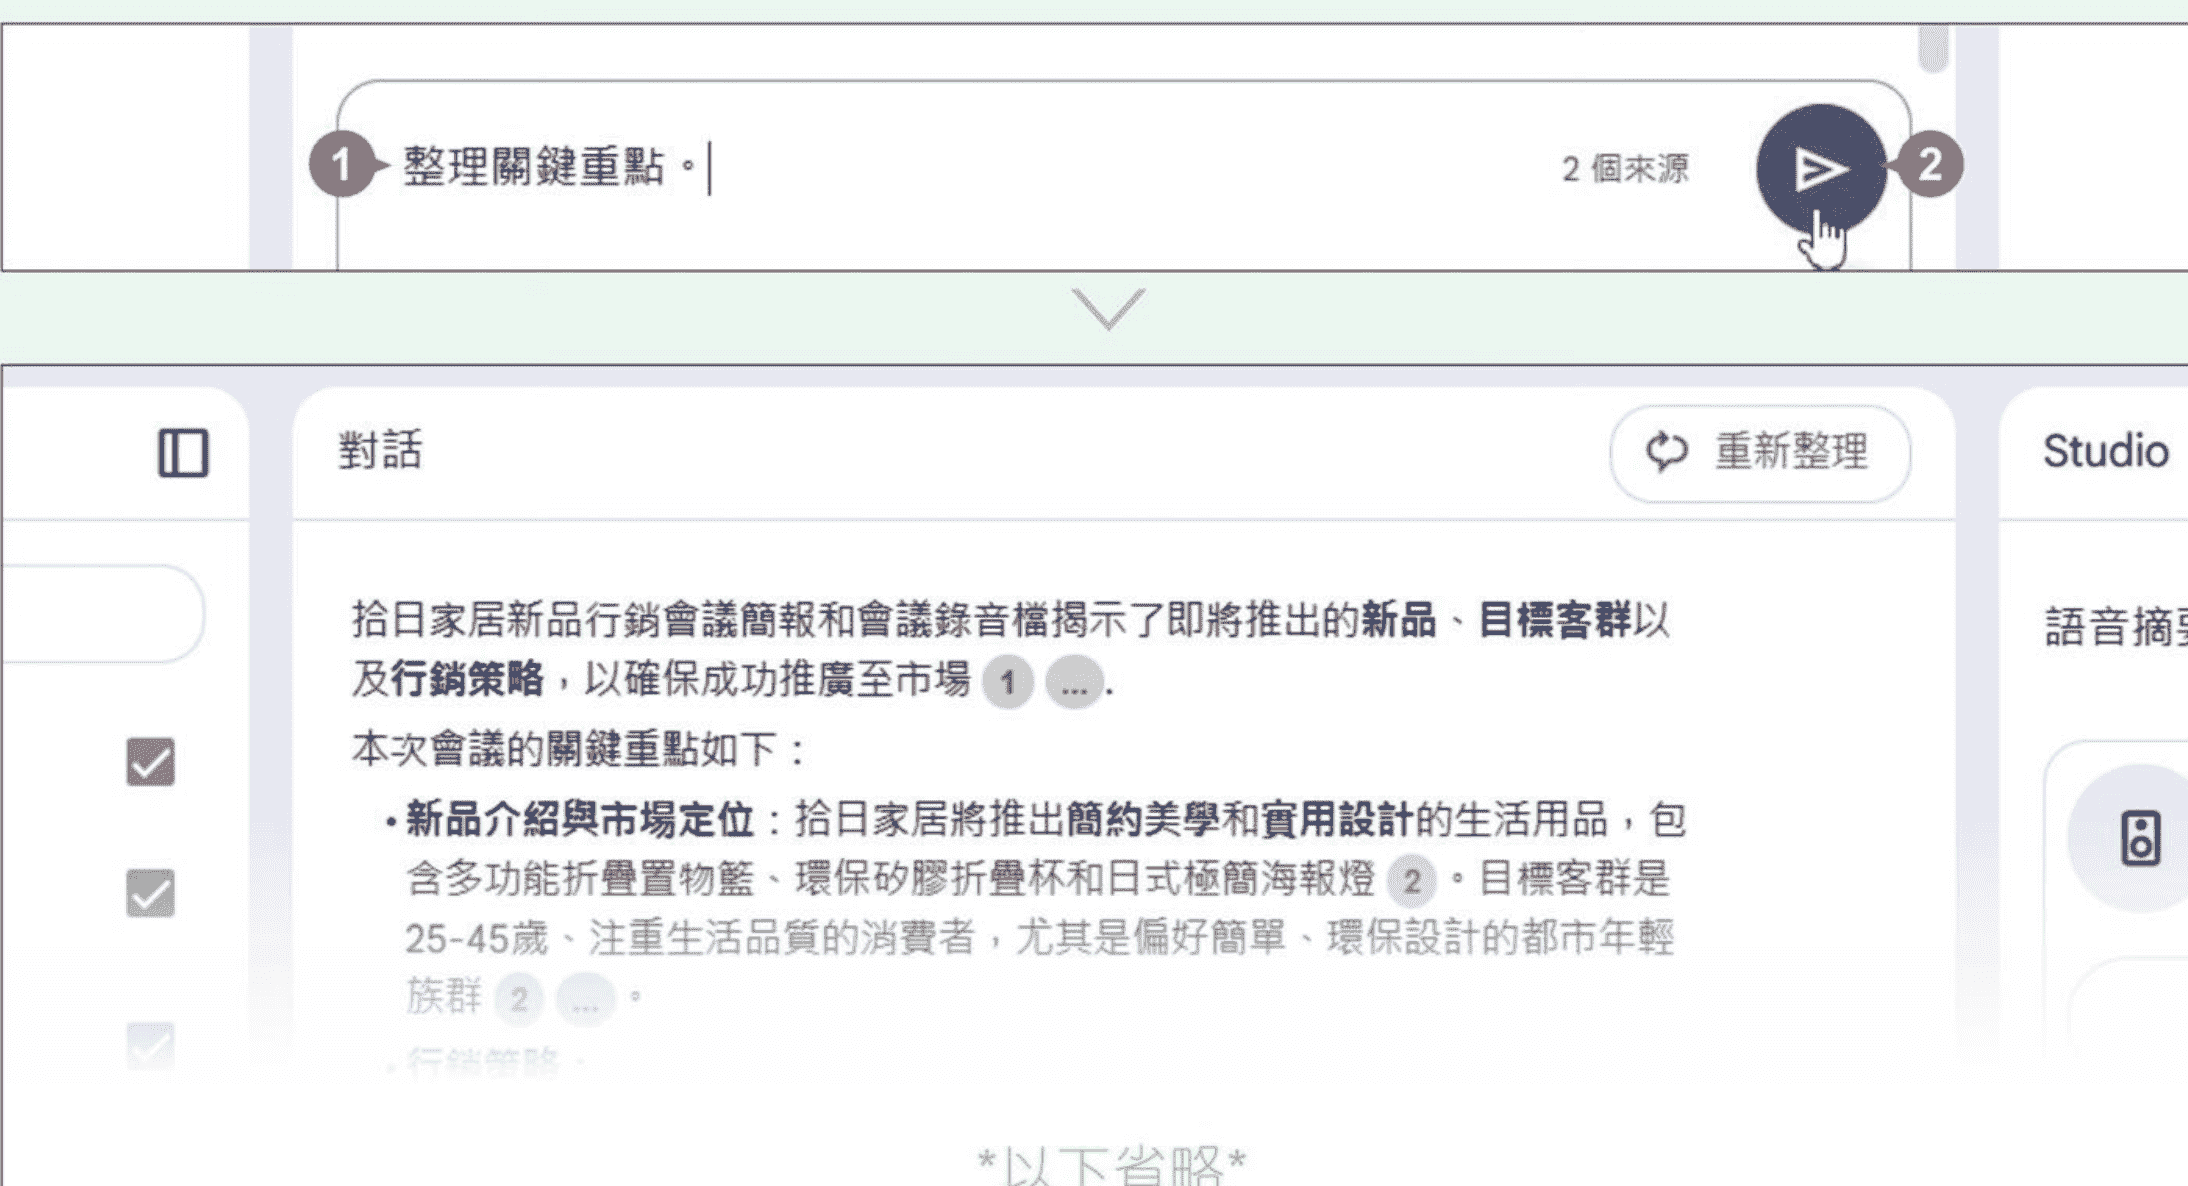 1 整理關鍵重點。 2 個來源 2
對話 重新整理 Studio
拾日家居新品行銷會議簡報和會議錄音檔揭示了即將推出的新品、目標客群以
及行銷策略，以確保成功推廣至市場 1 ... .
語音摘要
本次會議的關鍵重點如下：
• 新品介紹與市場定位：拾日家居將推出簡約美學和實用設計的生活用品，包
含多功能折疊置物籃、環保矽膠折疊杯和日式極簡海報燈 2 。目標客群是
25-45歲、注重生活品質的消費者，尤其是偏好簡單、環保設計的都市年輕
族群 2 ... 。
• 行銷策略：
*以下省略*